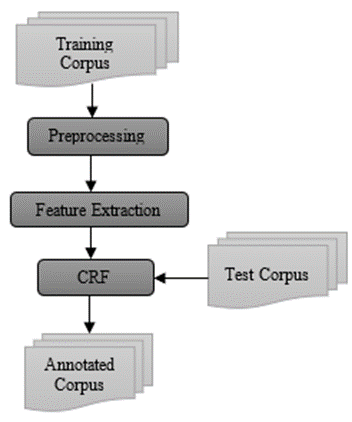 Training
Corpus
Preprocessing
Feature Extraction
CRF
Test Corpus
Annotated
Corpus